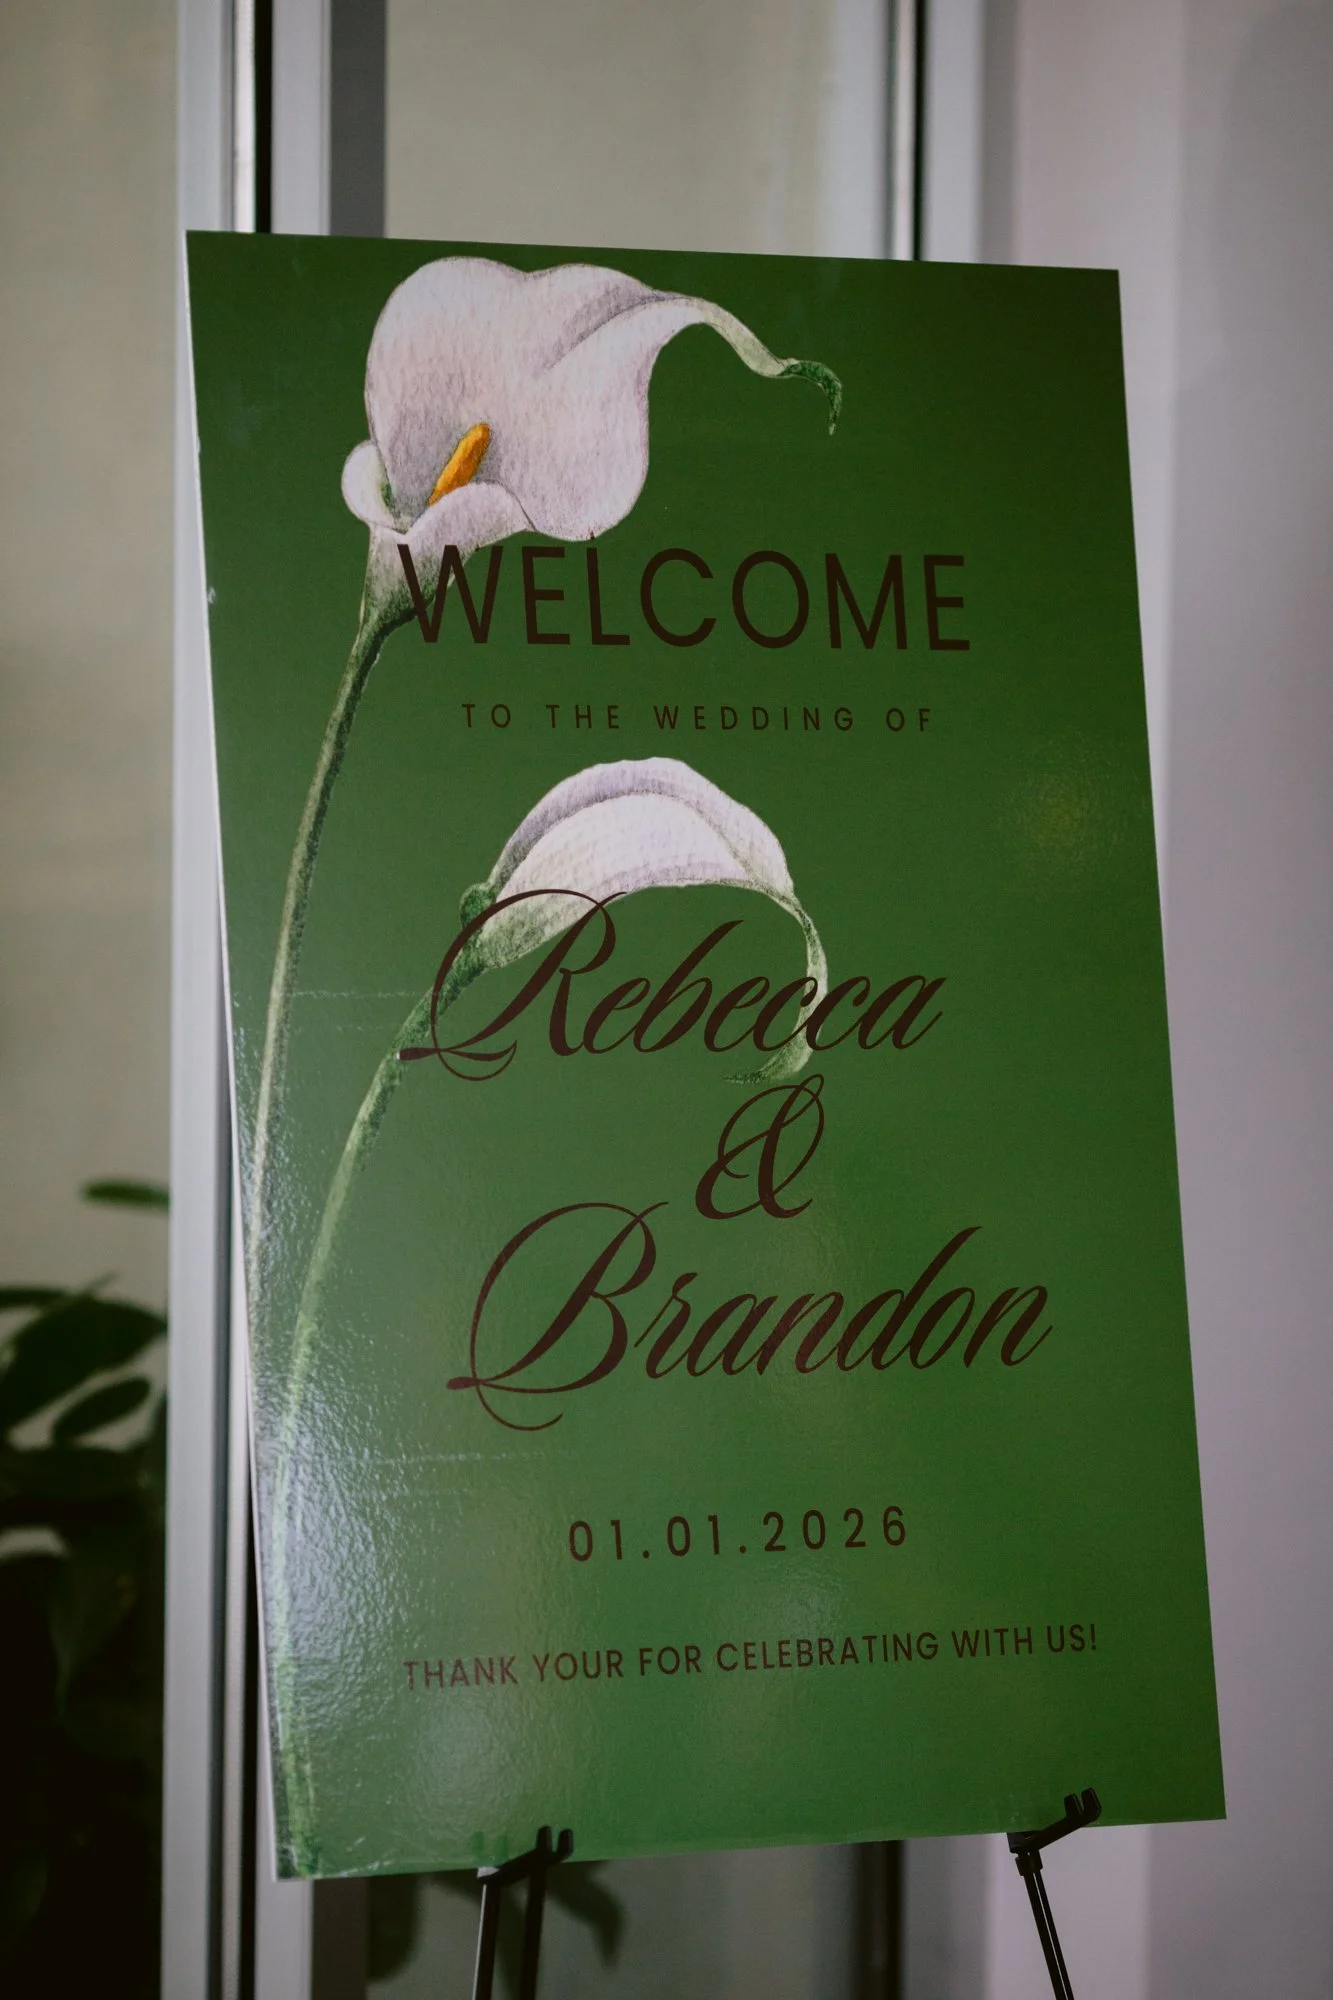 WELCOME
TO THE WEDDING OF
Rebecca
&
Brandon
01.01.2026
THANK YOUR FOR CELEBRATING WITH US!